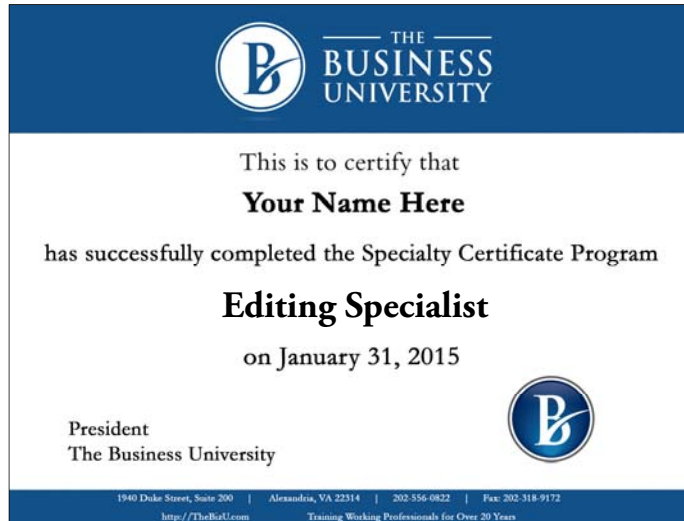 THE
BUSINESS
UNIVERSITY
This is to certify that
Your Name Here
has successfully completed the Specialty Certificate Program
Editing Specialist
on January 31, 2015
President
The Business University
1940 Duke Street, Suite 200 | Alexandria, VA 22314 | 202-556-0822 | Fax: 202-318-9172
http://TheBizU.com Training Working Professionals for Over 20 Years